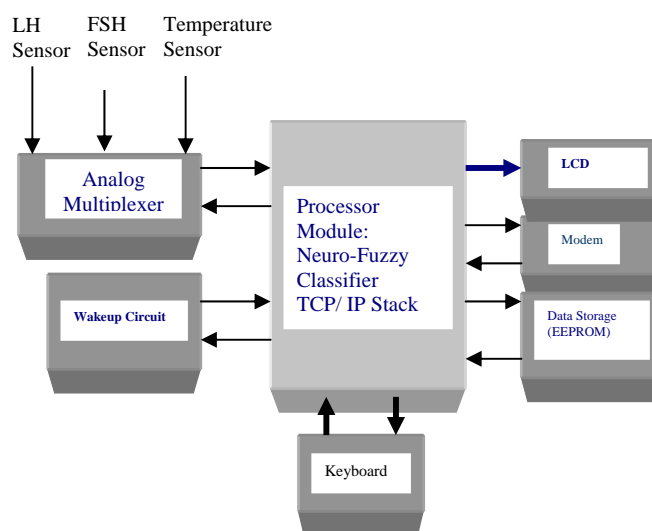 LH
Sensor
FSH
Sensor
Temperature
Sensor
Analog
Multiplexer
Wakeup Circuit
Processor
Module:
Neuro-Fuzzy
Classifier
TCP/ IP Stack
LCD
Modem
Data Storage
(EEPROM)
Keyboard